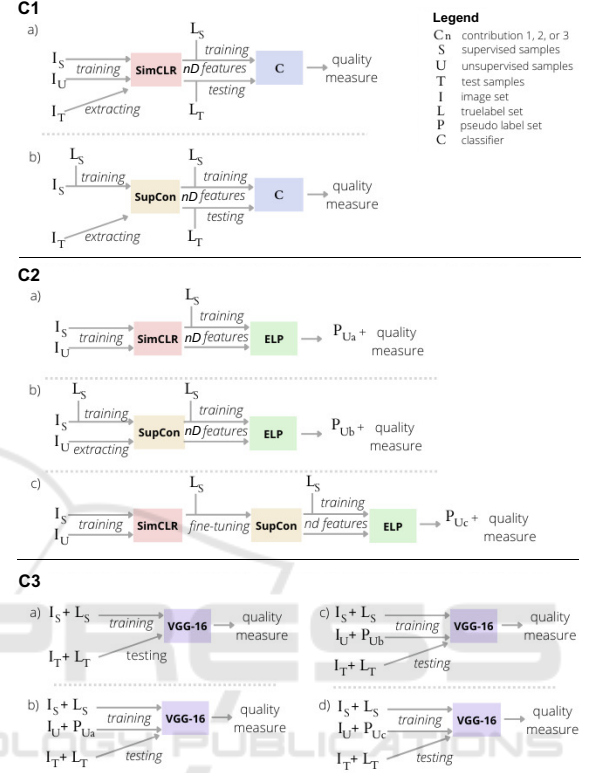 C1
Legend
Cn contribution 1, 2, or 3
S supervised samples
U unsupervised samples
T test samples
I image set
L truelabel set
P pseudo label set
C classifier
a)
L_S
I_S
training
training
SimCLR
nD features
C
quality
measure
I_U
testing
I_T
extracting
L_T
b)
L_S
L_S
training
training
I_S
SupCon
nD features
C
quality
measure
testing
I_T
extracting
L_T
C2
a)
L_S
I_S
training
training
SimCLR
nD features
ELP
P_Ua + quality
measure
I_U
b)
L_S
L_S
I_S
training
training
SupCon
nD features
ELP
P_Ub + quality
measure
I_U
extracting
c)
L_S
L_S
I_S
training
training
SimCLR
fine-tuning
SupCon
nd features
ELP
P_Uc + quality
measure
I_U
C3
a) I_S + L_S
training
VGG-16
quality
measure
I_T + L_T
testing
c) I_S + L_S
training
I_U + P_Ub
VGG-16
quality
measure
I_T + L_T
testing
b) I_S + L_S
training
I_U + P_Ua
VGG-16
quality
measure
I_T + L_T
testing
d) I_S + L_S
training
I_U + P_Uc
VGG-16
quality
measure
I_T + L_T
testing
PRESS
OLOGY PUBLICATIONS